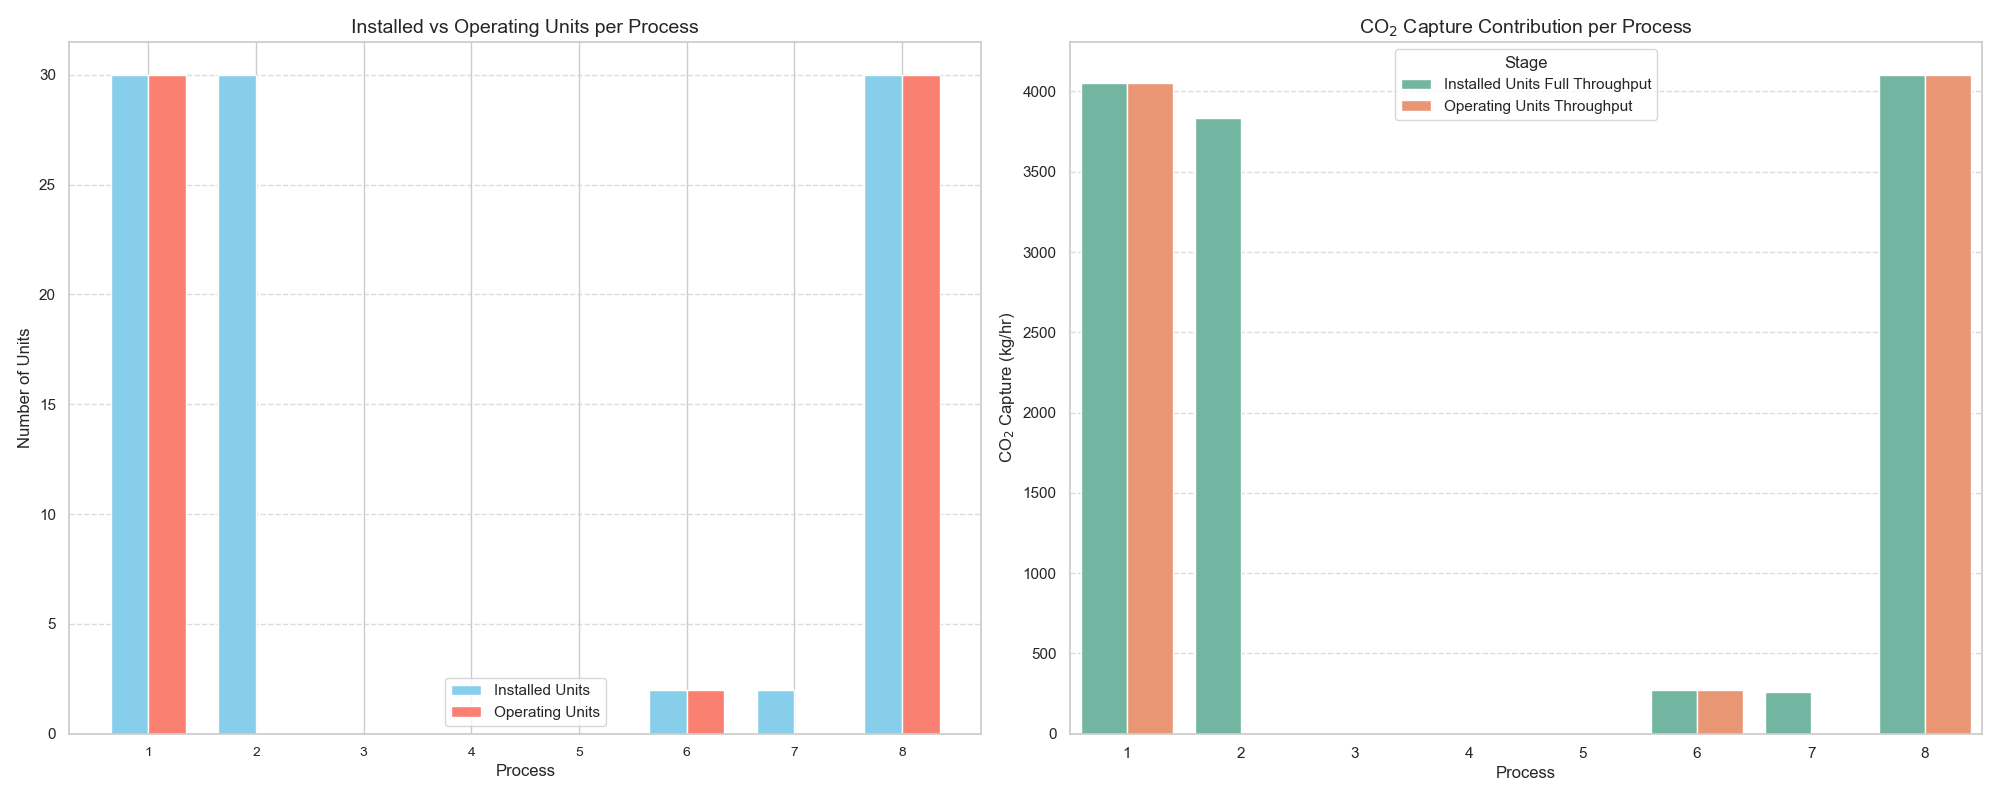 Installed vs Operating Units per Process
Number of Units
30
25
20
15
10
5
0
Installed Units
Operating Units
1 2 3 4 5 6 7 8
Process
CO₂ Capture Contribution per Process
CO₂ Capture (kg/hr)
4000
3500
3000
2500
2000
1500
1000
500
0
Stage
Installed Units Full Throughput
Operating Units Throughput
1 2 3 4 5 6 7 8
Process